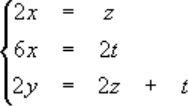 2x = z
6x = 2t
2y = 2z + t